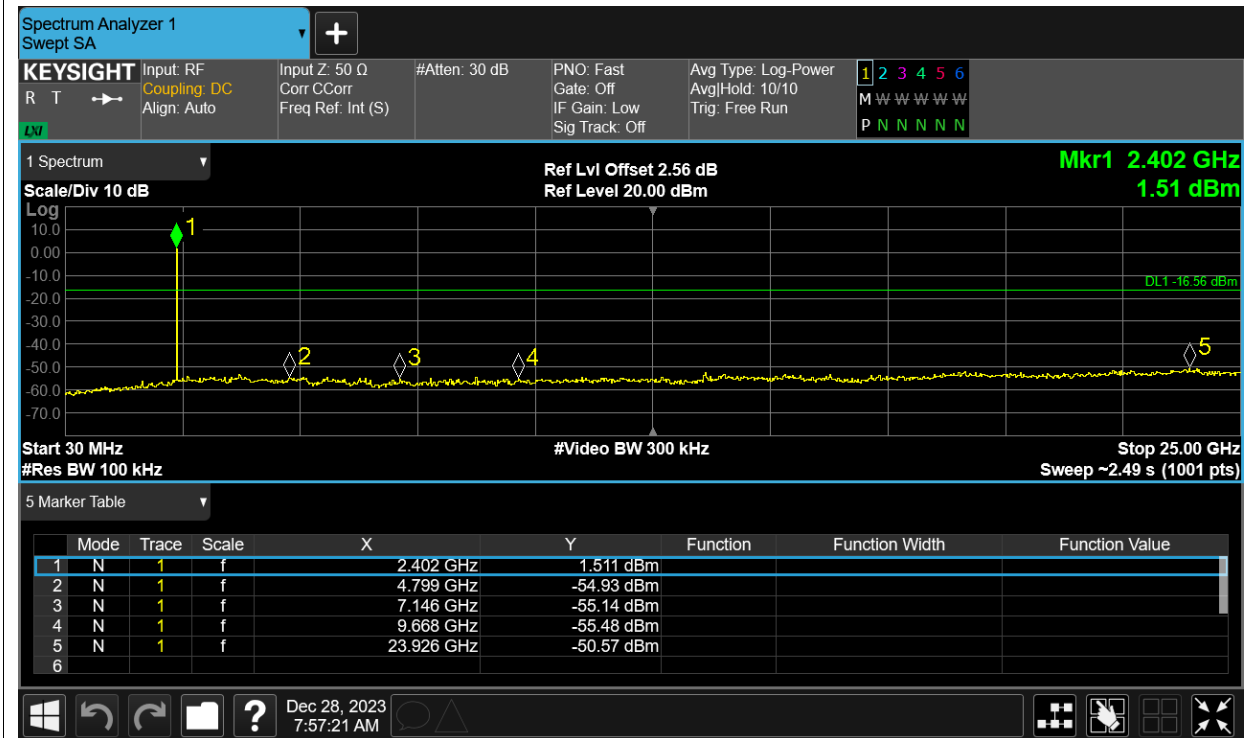 Spectrum Analyzer 1
Swept SA
+
KEYSIGHT Input: RF Input Z: 50 Ω #Atten: 30 dB PNO: Fast Avg Type: Log-Power 1 2 3 4 5 6
R T Coupling: DC Corr CCorr Gate: Off Avg|Hold: 10/10 M W W W W W
Align: Auto Freq Ref: Int (S) IF Gain: Low Trig: Free Run
LXI Sig Track: Off P N N N N N
1 Spectrum Ref Lvl Offset 2.56 dB Mkr1 2.402 GHz
Scale/Div 10 dB Ref Level 20.00 dBm 1.51 dBm
Log
10.0 1
0.00
-10.0 DL1 -16.56 dBm
-20.0
-30.0
-40.0 2 3 4 5
-50.0
-60.0
-70.0
Start 30 MHz #Video BW 300 kHz Stop 25.00 GHz
#Res BW 100 kHz Sweep ~2.49 s (1001 pts)
5 Marker Table
Mode Trace Scale X Y Function Function Width Function Value
1 N 1 f 2.402 GHz 1.511 dBm
2 N 1 f 4.799 GHz -54.93 dBm
3 N 1 f 7.146 GHz -55.14 dBm
4 N 1 f 9.668 GHz -55.48 dBm
5 N 1 f 23.926 GHz -50.57 dBm
6
? Dec 28, 2023
7:57:21 AM